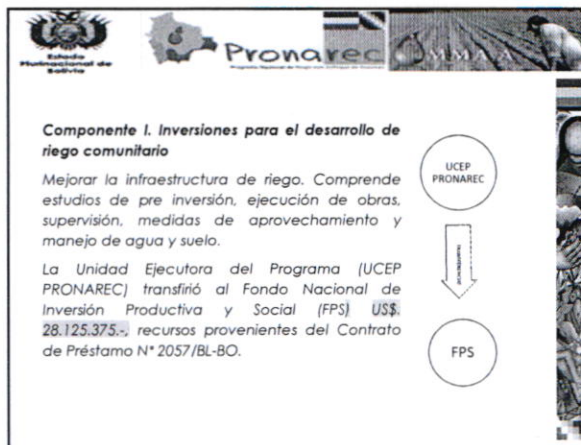 Estado
Plurinacional de
Bolivia
Pronarec
MMAyA
Componente I. Inversiones para el desarrollo de
riego comunitario
Mejorar la infraestructura de riego. Comprende
estudios de pre inversión, ejecución de obras,
supervisión, medidas de aprovechamiento y
manejo de agua y suelo.
La Unidad Ejecutora del Programa (UCEP
PRONAREC) transfirió al Fondo Nacional de
Inversión Productiva y Social (FPS) US$.
28.125.375.-, recursos provenientes del Contrato
de Préstamo N° 2057/BL-BO.
UCEP
PRONAREC
FPS